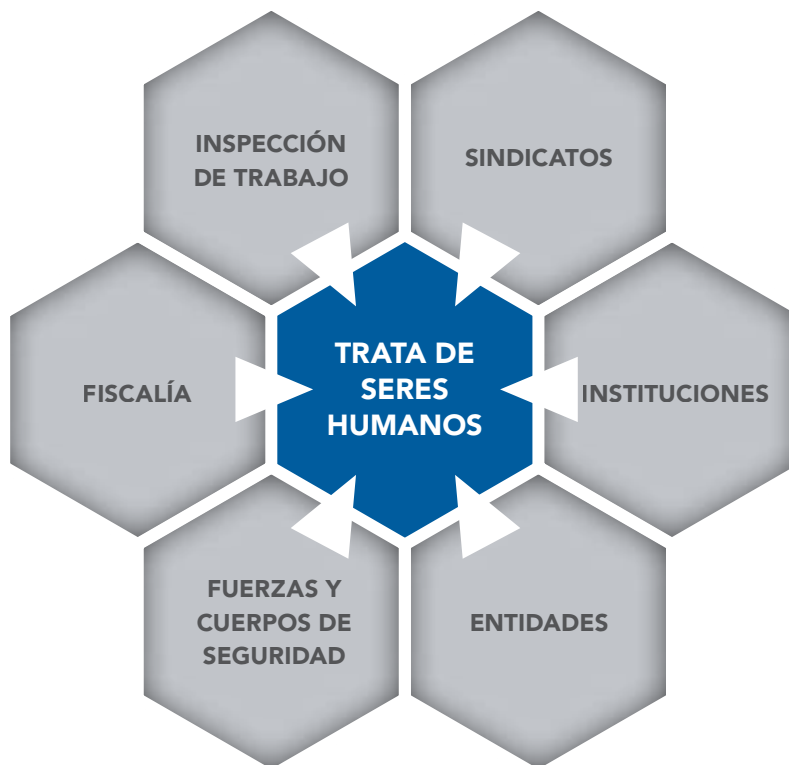 INSPECCIÓN
DE TRABAJO
SINDICATOS
FISCALÍA
TRATA DE
SERES
HUMANOS
INSTITUCIONES
FUERZAS Y
CUERPOS DE
SEGURIDAD
ENTIDADES